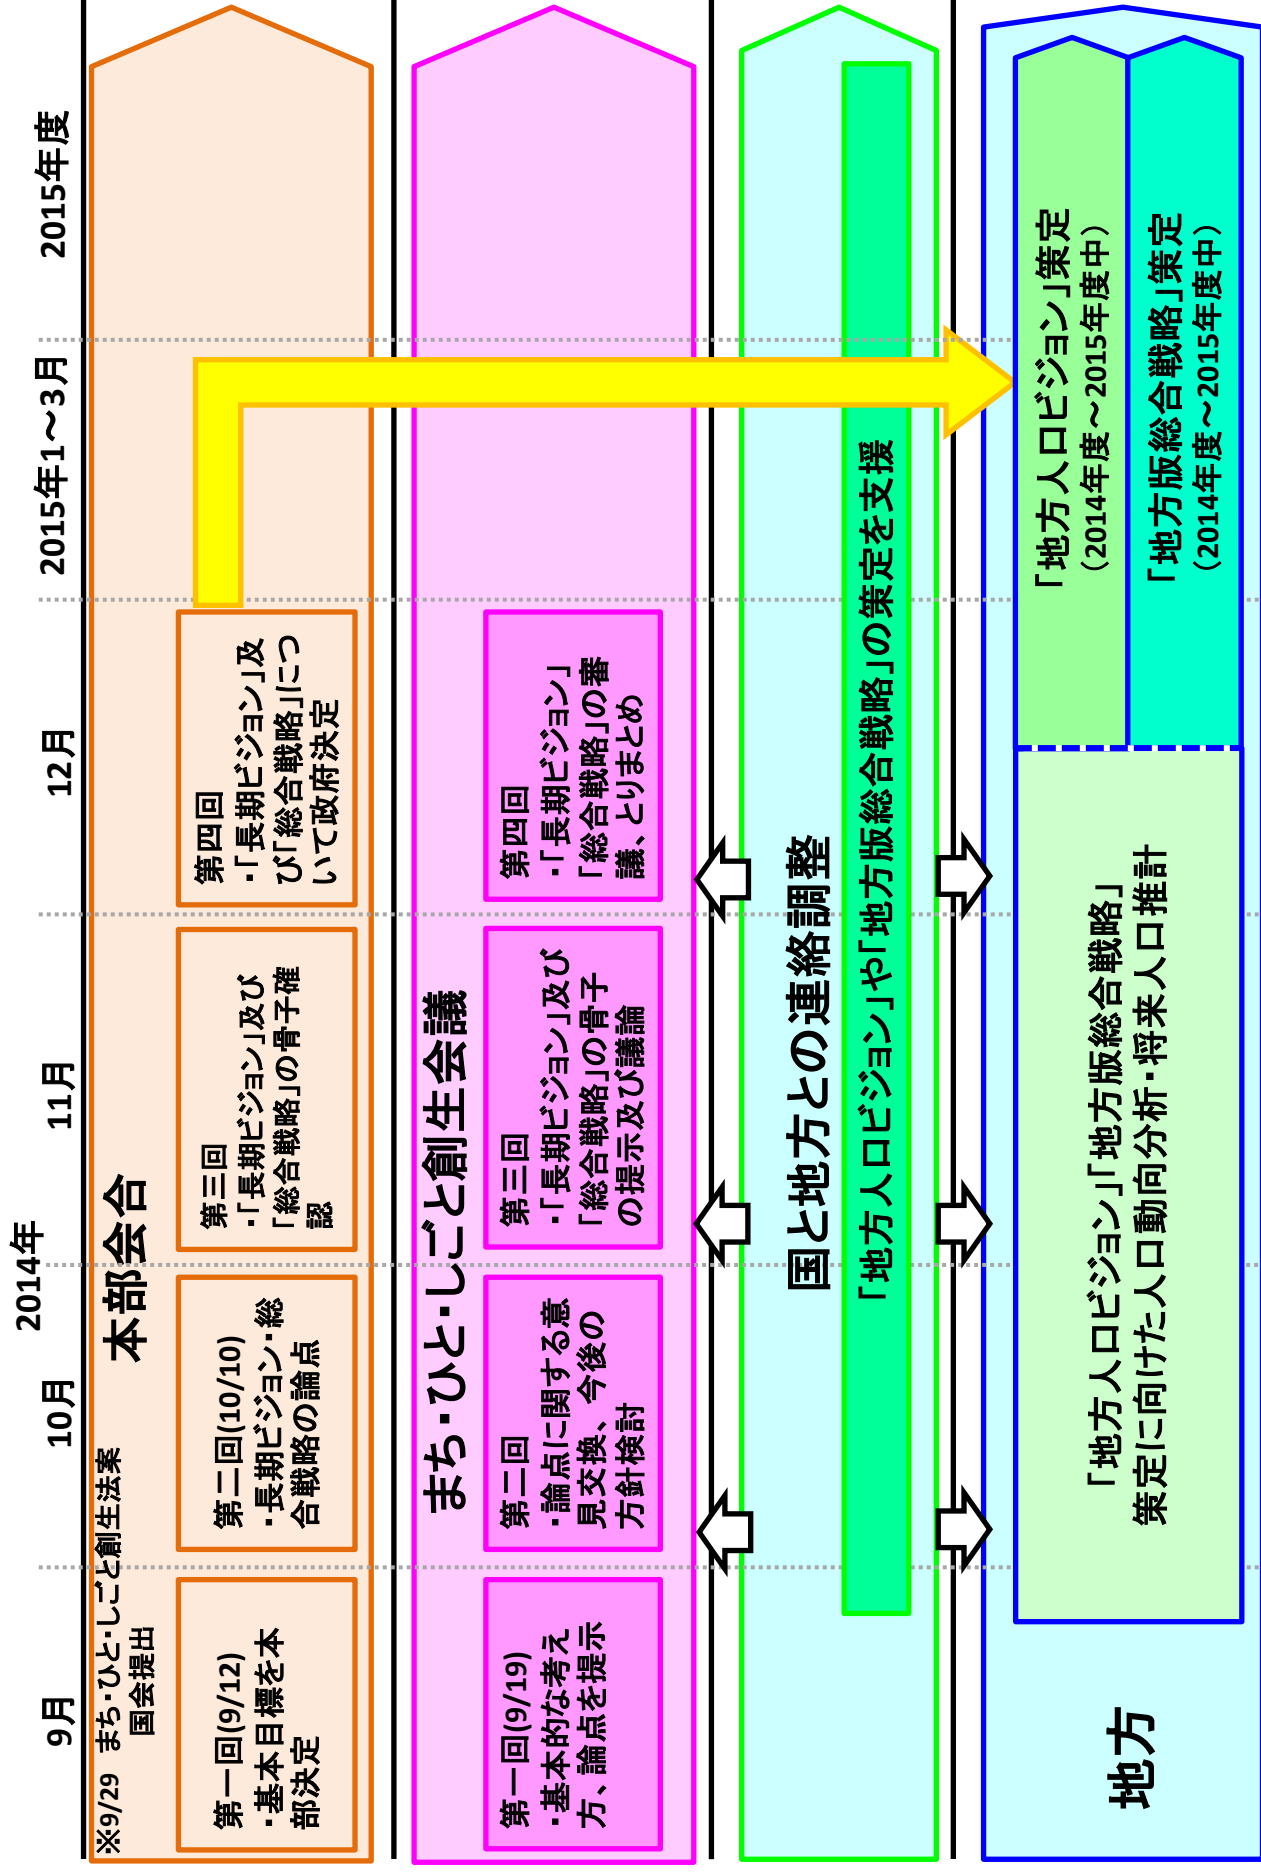 2014年
9月
10月
11月
12月
2015年1～3月
2015年度
※9/29　まち・ひと・しごと創生法案
国会提出
本部会合
第一回(9/12)
・基本目標を本
部決定
第二回(10/10)
・長期ビジョン・総
合戦略の論点
第三回
・「長期ビジョン」及び
「総合戦略」の骨子確
認
第四回
・「長期ビジョン」及
び「総合戦略」につ
いて政府決定
まち・ひと・しごと創生会議
第一回(9/19)
・基本的な考え
方、論点を提示
第二回
・論点に関する意
見交換、今後の
方針検討
第三回
・「長期ビジョン」及び
「総合戦略」の骨子
の提示及び議論
第四回
・「長期ビジョン」
「総合戦略」の審
議、とりまとめ
国と地方との連絡調整
「地方人口ビジョン」や「地方版総合戦略」の策定を支援
地方
「地方人口ビジョン」「地方版総合戦略」
策定に向けた人口動向分析・将来人口推計
「地方人口ビジョン」策定
（2014年度～2015年度中）
「地方版総合戦略」策定
（2014年度～2015年度中）